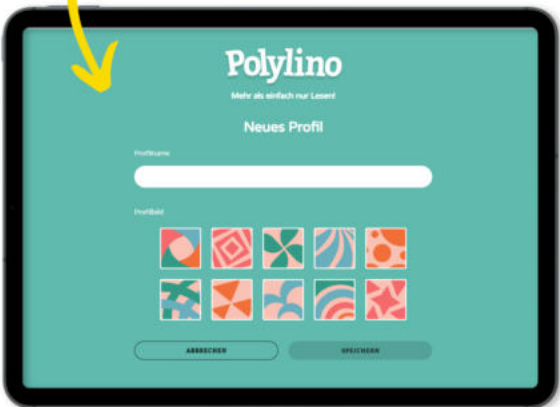 Polylino
Mehr als einfach nur Lesen!
Neues Profil
Profilname
Profilbild
ABBRECHEN
SPEICHERN